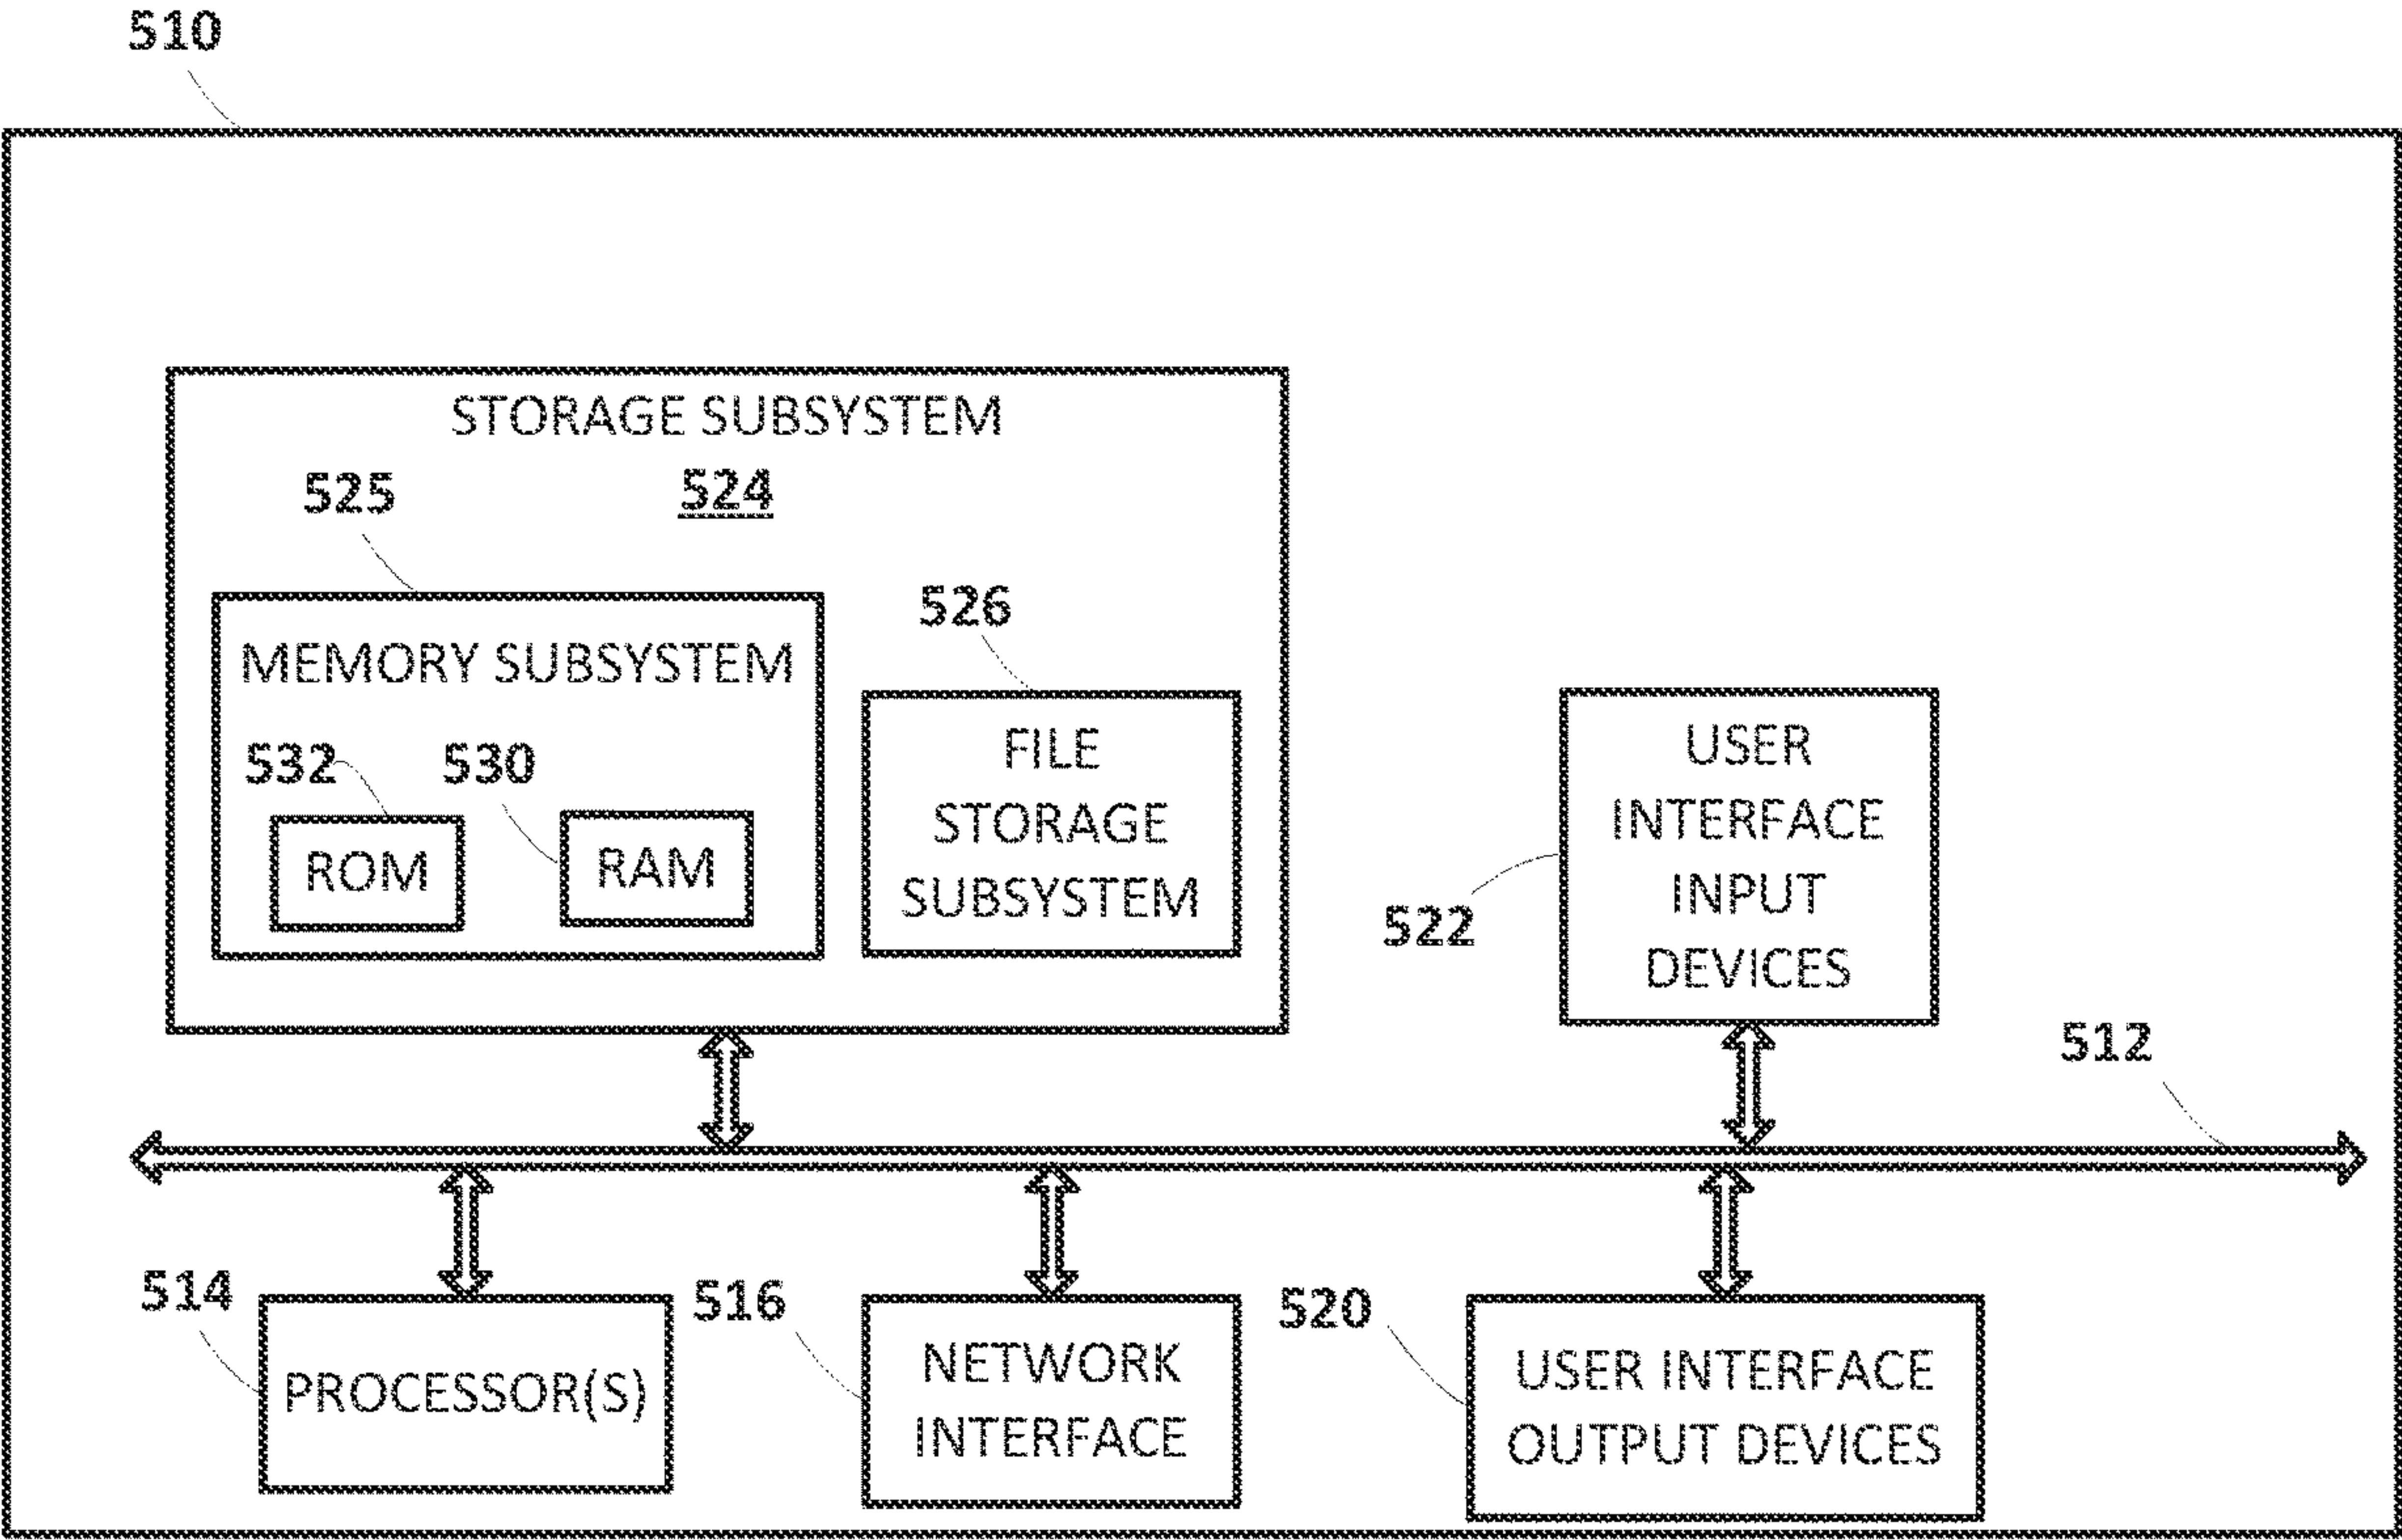 510
STORAGE SUBSYSTEM
525
524
526
MEMORY SUBSYSTEM
532
530
ROM
RAM
FILE
STORAGE
SUBSYSTEM
USER
INTERFACE
INPUT
DEVICES
522
512
514
516
520
PROCESSOR(S)
NETWORK
INTERFACE
USER INTERFACE
OUTPUT DEVICES